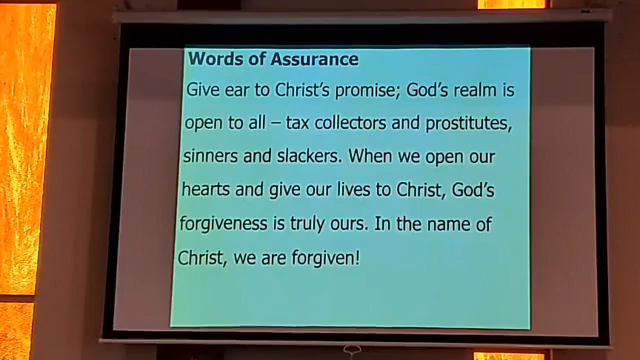 Words of Assurance
Give ear to Christ's promise; God's realm is
open to all – tax collectors and prostitutes,
sinners and slackers. When we open our
hearts and give our lives to Christ, God's
forgiveness is truly ours. In the name of
Christ, we are forgiven!